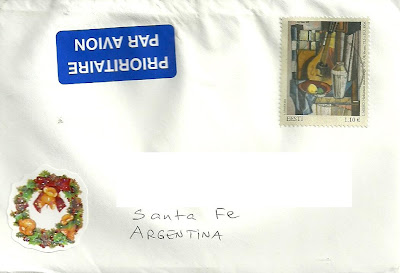 PRIORITAIRE
PAR AVION
EESTI 1.10 €
Santa Fe
ARGENTINA